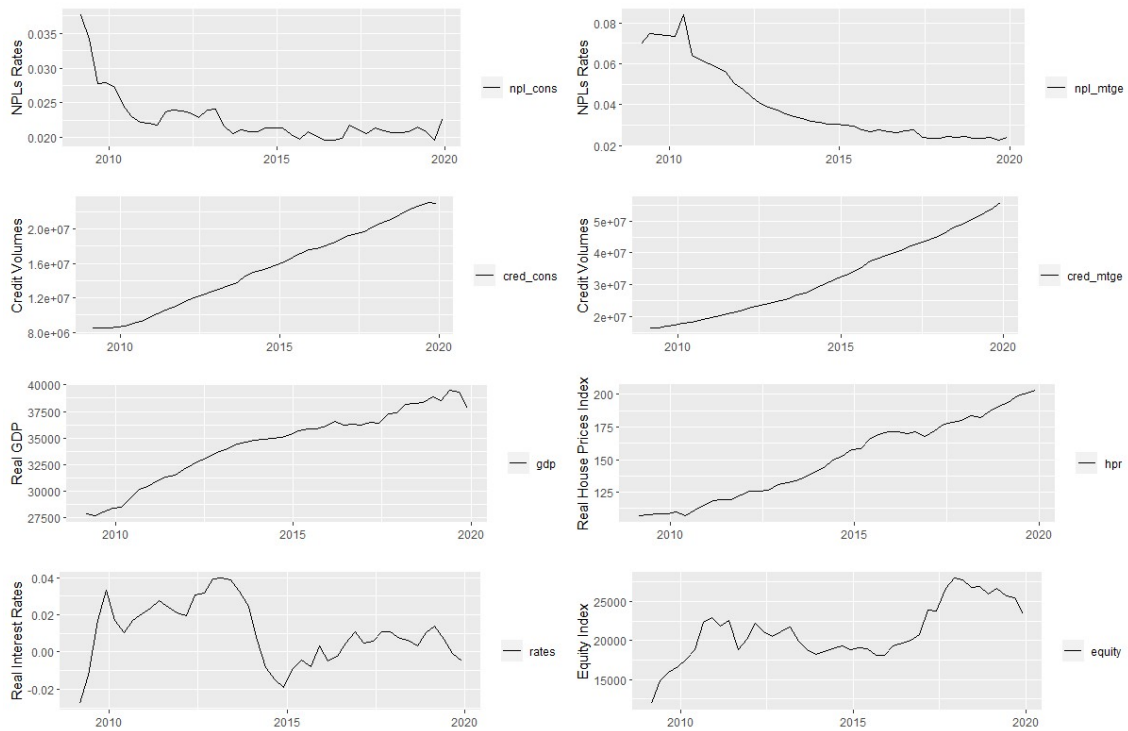 NPLs Rates
0.035
0.030
0.025
0.020
2010
2015
2020
npl_cons
NPLs Rates
0.08
0.06
0.04
0.02
2010
2015
2020
npl_mtge
Credit Volumes
2.0e+07
1.6e+07
1.2e+07
8.0e+06
2010
2015
2020
cred_cons
Credit Volumes
5e+07
4e+07
3e+07
2e+07
2010
2015
2020
cred_mtge
Real GDP
40000
37500
35000
32500
30000
27500
2010
2015
2020
gdp
Real House Prices Index
200
175
150
125
2010
2015
2020
hpr
Real Interest Rates
0.04
0.02
0.00
-0.02
2010
2015
2020
rates
Equity Index
25000
20000
15000
2010
2015
2020
equity